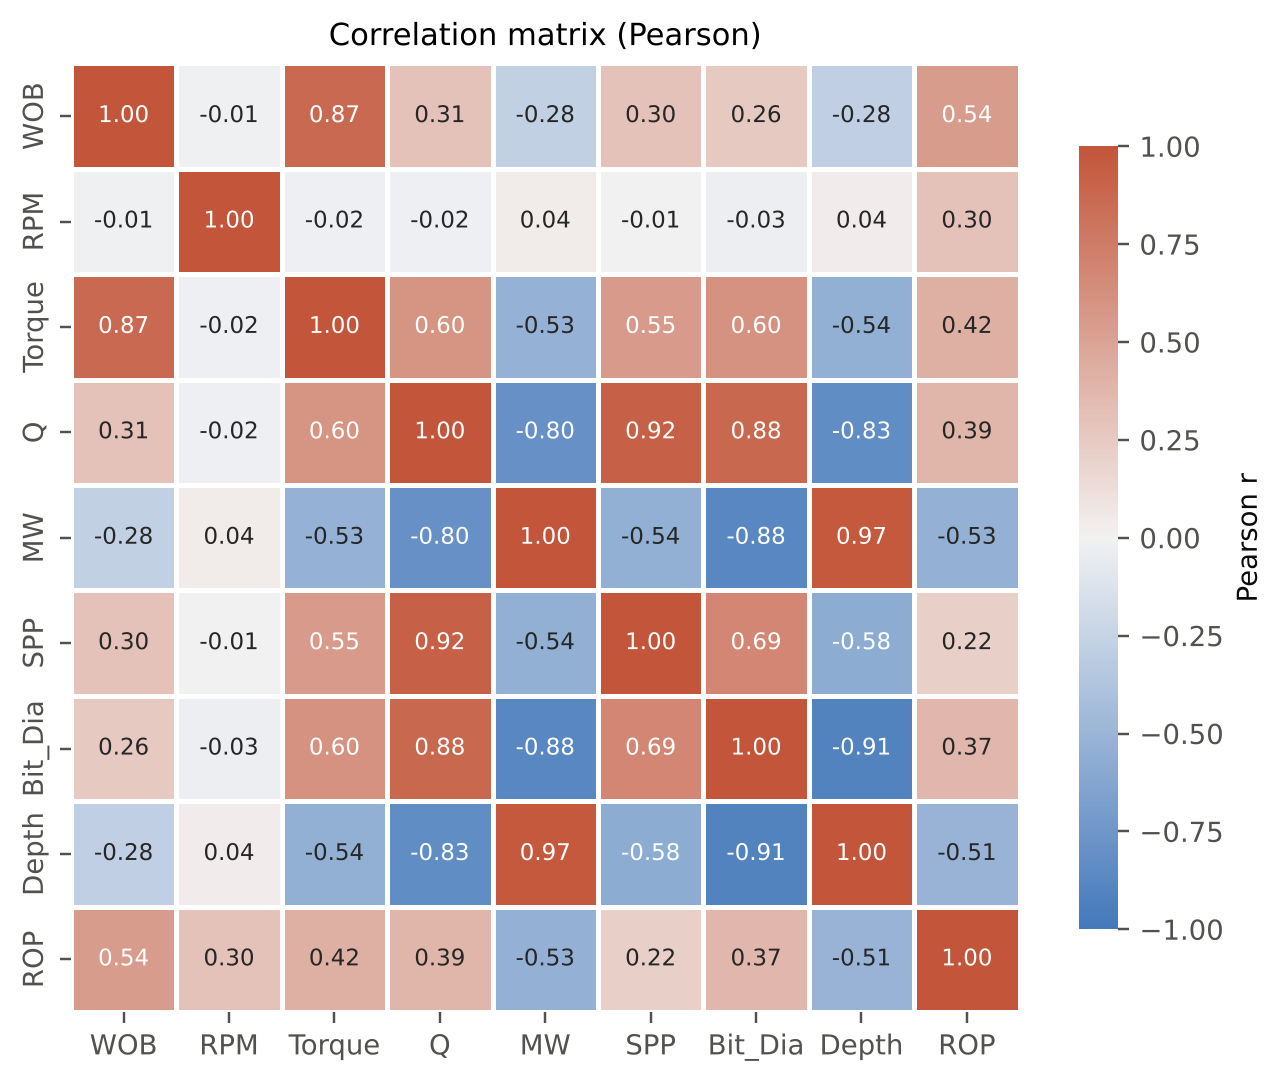 Correlation matrix (Pearson)
WOB 1.00 -0.01 0.87 0.31 -0.28 0.30 0.26 -0.28 0.54
RPM -0.01 1.00 -0.02 -0.02 0.04 -0.01 -0.03 0.04 0.30
Torque 0.87 -0.02 1.00 0.60 -0.53 0.55 0.60 -0.54 0.42
Q 0.31 -0.02 0.60 1.00 -0.80 0.92 0.88 -0.83 0.39
MW -0.28 0.04 -0.53 -0.80 1.00 -0.54 -0.88 0.97 -0.53
SPP 0.30 -0.01 0.55 0.92 -0.54 1.00 0.69 -0.58 0.22
Bit_Dia 0.26 -0.03 0.60 0.88 -0.88 0.69 1.00 -0.91 0.37
Depth -0.28 0.04 -0.54 -0.83 0.97 -0.58 -0.91 1.00 -0.51
ROP 0.54 0.30 0.42 0.39 -0.53 0.22 0.37 -0.51 1.00
WOB RPM Torque Q MW SPP Bit_Dia Depth ROP
1.00
0.75
0.50
0.25
0.00
−0.25
−0.50
−0.75
−1.00
Pearson r